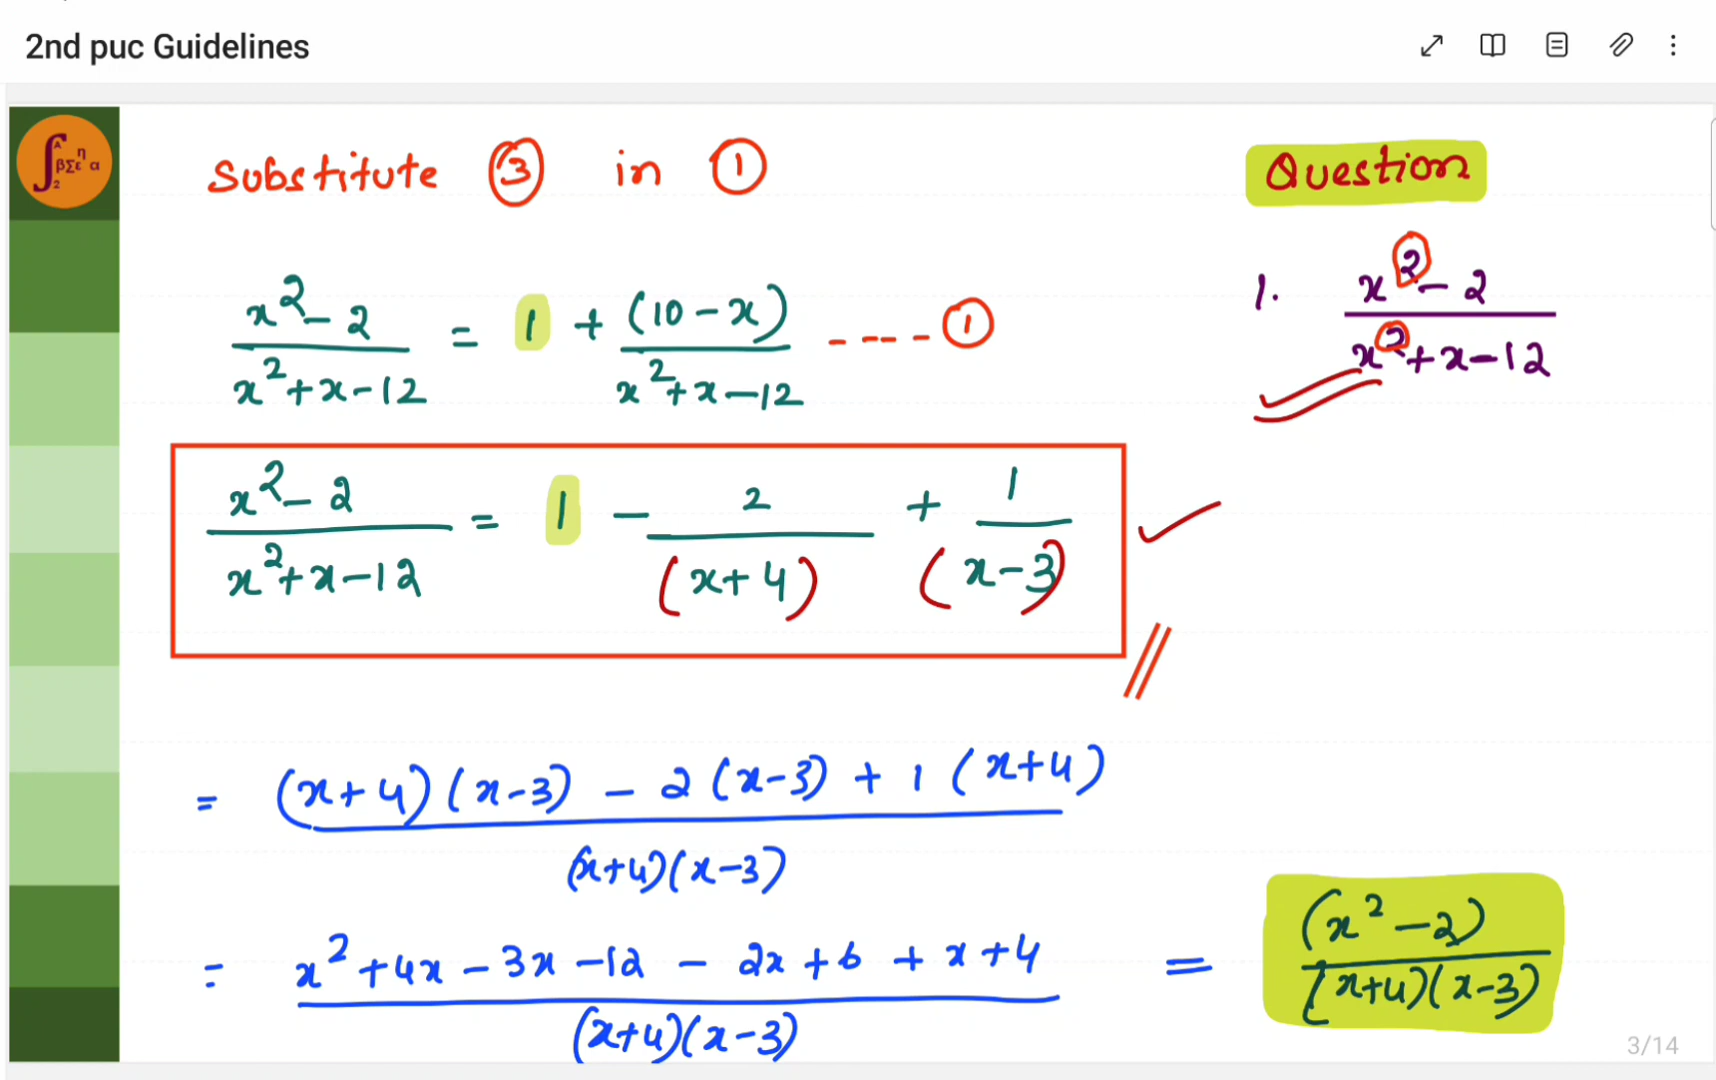 2nd puc Guidelines
Substitute ③ in ①
Question
x² - 2 / x² + x - 12 = 1 + (10 - x) / x² + x - 12 ---- ①
1. x² - 2 / x² + x - 12
x² - 2 / x² + x - 12 = 1 - 2 / (x+4) + 1 / (x-3)
= (x+4)(x-3) - 2(x-3) + 1(x+4) / (x+4)(x-3)
= x² + 4x - 3x - 12 - 2x + 6 + x + 4 / (x+4)(x-3) = (x² - 2) / (x+4)(x-3)
3/14